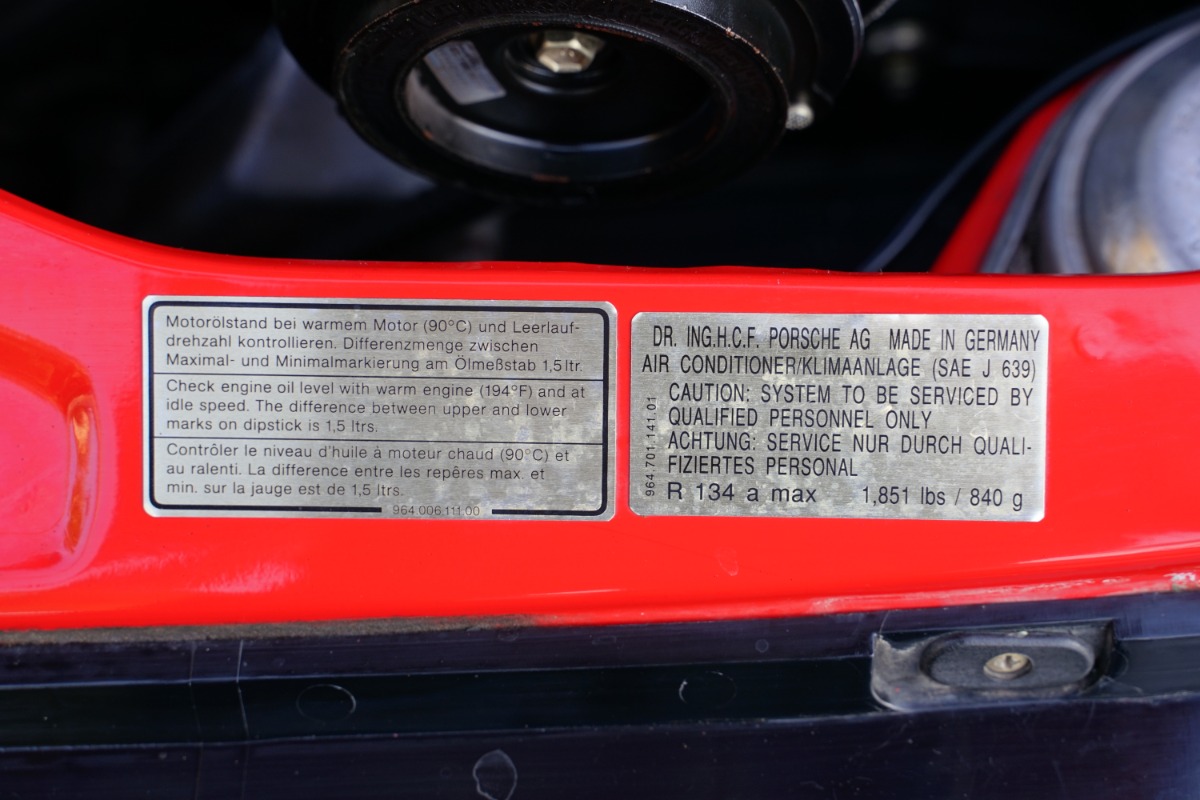 Motorölstand bei warmem Motor (90°C) und Leerlauf-
drehzahl kontrollieren. Differenzmenge zwischen
Maximal- und Minimalmarkierung am Ölmeßstab 1,5 ltr.
Check engine oil level with warm engine (194°F) and at
idle speed. The difference between upper and lower
marks on dipstick is 1,5 ltrs.
Contrôler le niveau d'huile à moteur chaud (90°C) et
au ralenti. La difference entre les repêres max. et
min. sur la jauge est de 1,5 ltrs.
964.006.111.00
DR. ING.H.C.F. PORSCHE AG MADE IN GERMANY
AIR CONDITIONER/KLIMAANLAGE (SAE J 639)
CAUTION: SYSTEM TO BE SERVICED BY
QUALIFIED PERSONNEL ONLY
ACHTUNG: SERVICE NUR DURCH QUALI-
FIZIERTES PERSONAL
R 134 a max 1,851 lbs / 840 g
964.701.141.01